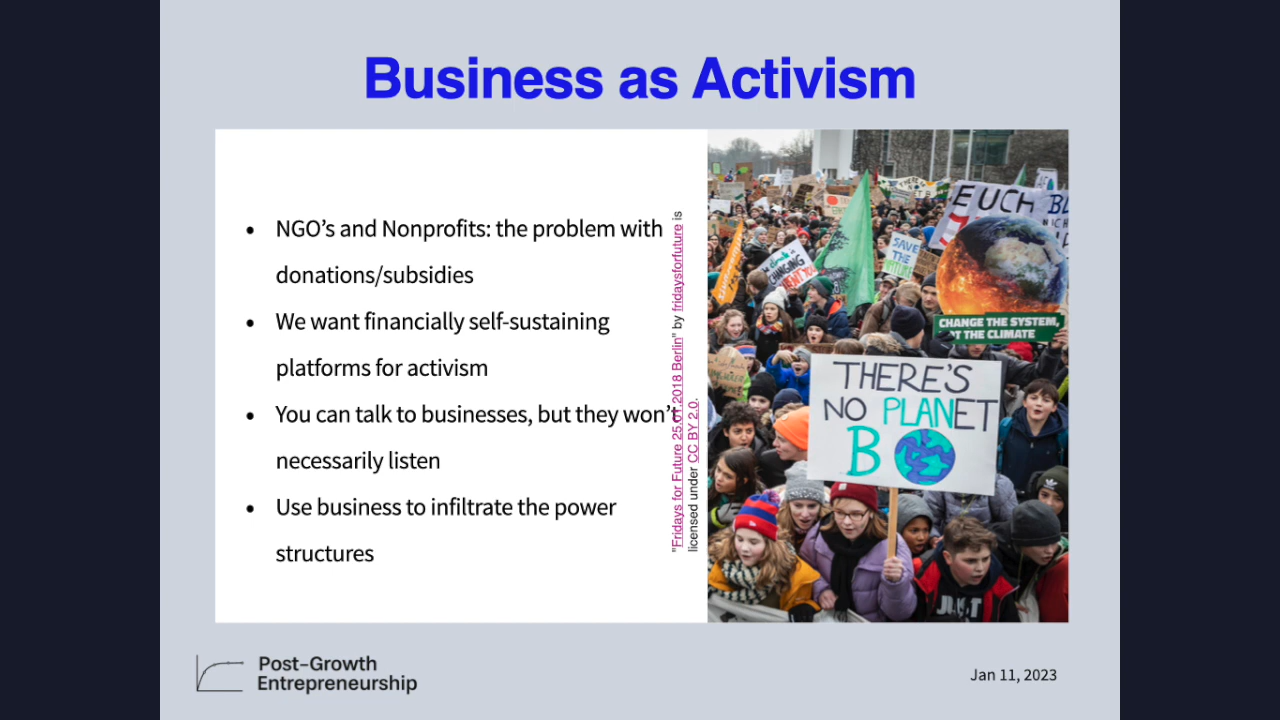 Business as Activism
• NGO’s and Nonprofits: the problem with
donations/subsidies
• We want financially self-sustaining
platforms for activism
• You can talk to businesses, but they won’t
necessarily listen
• Use business to infiltrate the power
structures
"Fridays for Future 25.01.2018 Berlin" by fridaysforfuture is
licensed under CC BY 2.0.
EUCH
SAVE
THE
CHANGE THE SYSTEM,
THE CLIMATE
THERE'S
NO PLANET
B
Post-Growth
Entrepreneurship
Jan 11, 2023